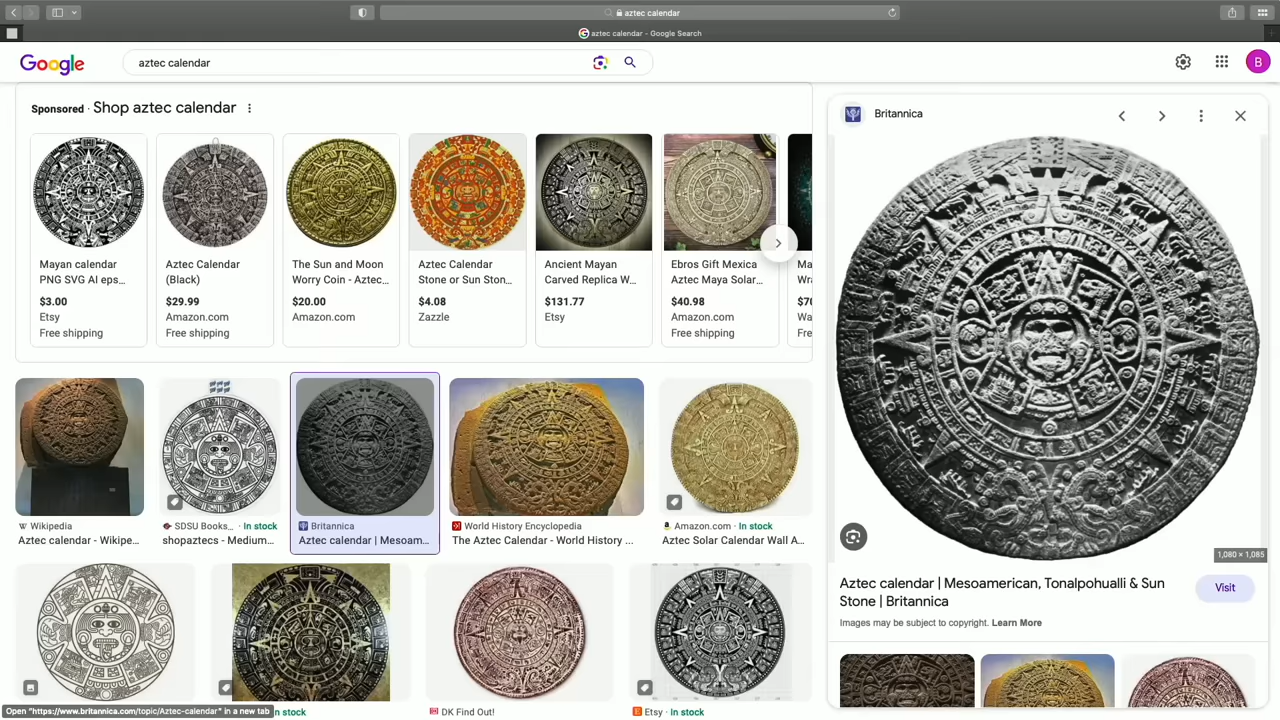 aztec calendar
aztec calendar - Google Search
Google
aztec calendar
B
Sponsored · Shop aztec calendar
Mayan calendar
PNG SVG AI eps...
$3.00
Etsy
Free shipping
Aztec Calendar
(Black)
$29.99
Amazon.com
Free shipping
The Sun and Moon
Worry Coin - Aztec...
$20.00
Amazon.com
Aztec Calendar
Stone or Sun Ston...
$4.08
Zazzle
Ancient Mayan
Carved Replica W...
$131.77
Etsy
Ebros Gift Mexica
Aztec Maya Solar...
$40.98
Amazon.com
Free shipping
Wikipedia
Aztec calendar - Wikipe...
SDSU Books... · In stock
shopaztecs - Medium...
Britannica
Aztec calendar | Mesoam...
World History Encyclopedia
The Aztec Calendar - World History ...
Amazon.com · In stock
Aztec Solar Calendar Wall A...
Open "https://www.britannica.com/topic/Aztec-calendar" in a new tab
In stock
DK Find Out!
Etsy · In stock
Britannica
1,080 × 1,085
Aztec calendar | Mesoamerican, Tonalpohualli & Sun
Stone | Britannica
Visit
Images may be subject to copyright. Learn More